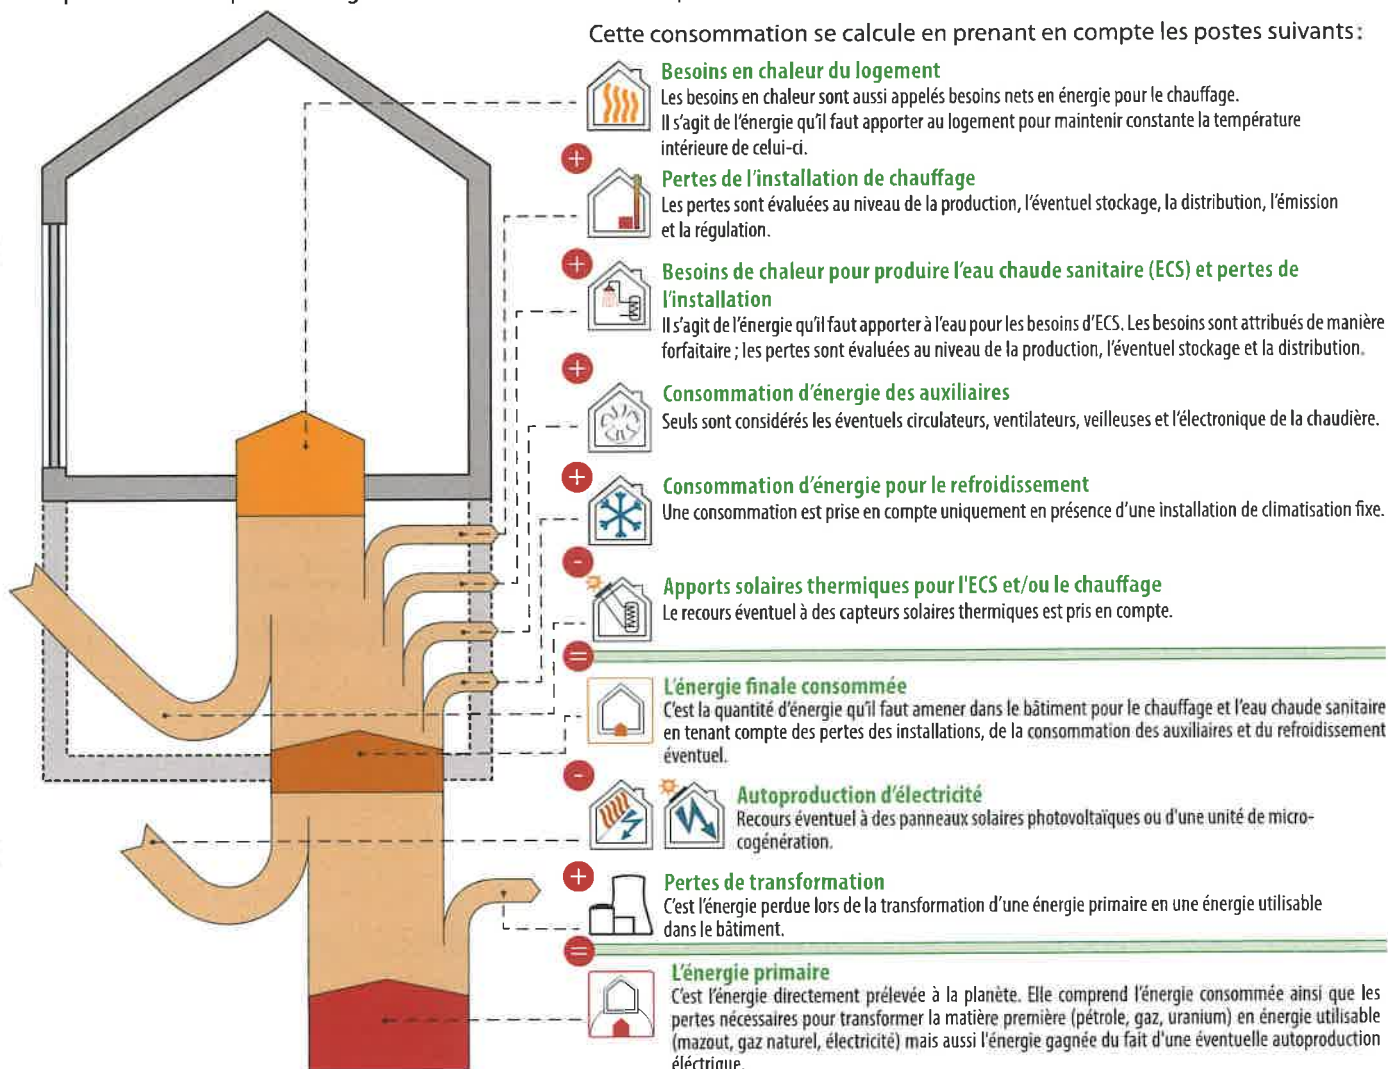 Cette consommation se calcule en prenant en compte les postes suivants :
Besoins en chaleur du logement
Les besoins en chaleur sont aussi appelés besoins nets en énergie pour le chauffage.
Il s'agit de l'énergie qu'il faut apporter au logement pour maintenir constante la température
intérieure de celui-ci.
+
Pertes de l'installation de chauffage
Les pertes sont évaluées au niveau de la production, l'éventuel stockage, la distribution, l'émission
et la régulation.
+
Besoins de chaleur pour produire l'eau chaude sanitaire (ECS) et pertes de
l'installation
Il s'agit de l'énergie qu'il faut apporter à l'eau pour les besoins d'ECS. Les besoins sont attribués de manière
forfaitaire ; les pertes sont évaluées au niveau de la production, l'éventuel stockage et la distribution.
+
Consommation d'énergie des auxiliaires
Seuls sont considérés les éventuels circulateurs, ventilateurs, veilleuses et l'électronique de la chaudière.
+
Consommation d'énergie pour le refroidissement
Une consommation est prise en compte uniquement en présence d'une installation de climatisation fixe.
-
Apports solaires thermiques pour l'ECS et/ou le chauffage
Le recours éventuel à des capteurs solaires thermiques est pris en compte.
=
L'énergie finale consommée
C'est la quantité d'énergie qu'il faut amener dans le bâtiment pour le chauffage et l'eau chaude sanitaire
en tenant compte des pertes des installations, de la consommation des auxiliaires et du refroidissement
éventuel.
-
Autoproduction d'électricité
Recours éventuel à des panneaux solaires photovoltaïques ou d'une unité de micro-
cogénération.
+
Pertes de transformation
C'est l'énergie perdue lors de la transformation d'une énergie primaire en une énergie utilisable
dans le bâtiment.
=
L'énergie primaire
C'est l'énergie directement prélevée à la planète. Elle comprend l'énergie consommée ainsi que les
pertes nécessaires pour transformer la matière première (pétrole, gaz, uranium) en énergie utilisable
(mazout, gaz naturel, électricité) mais aussi l'énergie gagnée du fait d'une éventuelle autoproduction
éléctrique.